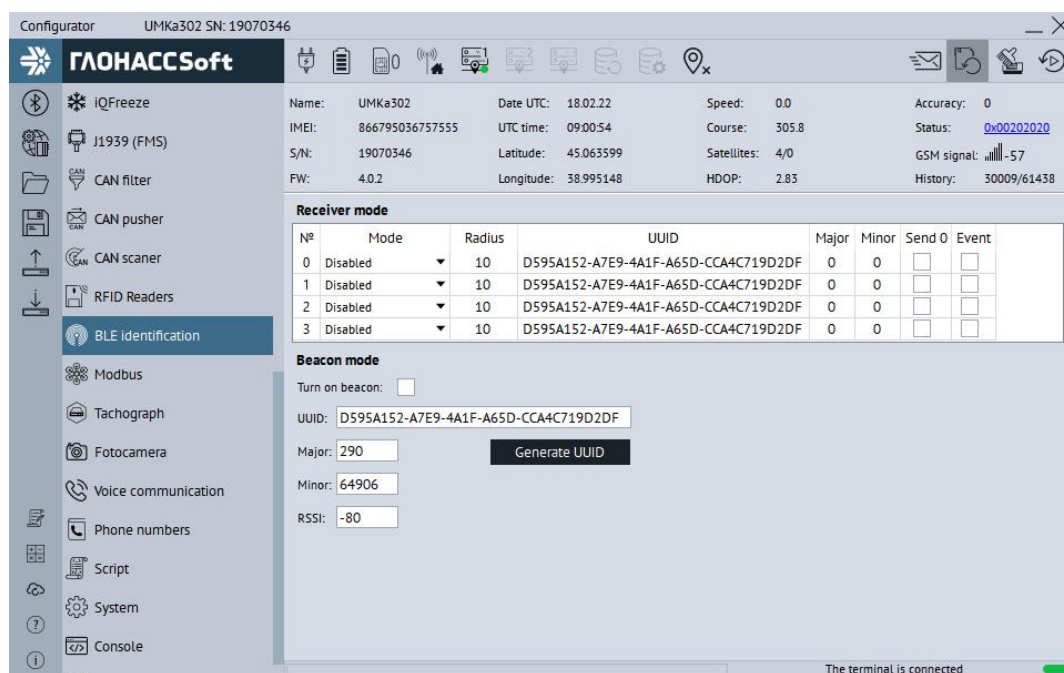 Configurator UMKa302 SN: 19070346
ГЛОНАССSoft
0
1
2
3
iQFreeze
J1939 (FMS)
CAN filter
CAN pusher
CAN scaner
RFID Readers
BLE identification
Modbus
Tachograph
Fotocamera
Voice communication
Phone numbers
Script
System
Console
Name: UMKa302 Date UTC: 18.02.22 Speed: 0.0 Accuracy: 0
IMEI: 866795036757555 UTC time: 09:00:54 Course: 305.8 Status: 0x00202020
S/N: 19070346 Latitude: 45.063599 Satellites: 4/0 GSM signal: -57
FW: 4.0.2 Longitude: 38.995148 HDOP: 2.83 History: 30009/61438
Receiver mode
№ Mode Radius UUID Major Minor Send 0 Event
0 Disabled 10 D595A152-A7E9-4A1F-A65D-CCA4C719D2DF 0 0
1 Disabled 10 D595A152-A7E9-4A1F-A65D-CCA4C719D2DF 0 0
2 Disabled 10 D595A152-A7E9-4A1F-A65D-CCA4C719D2DF 0 0
3 Disabled 10 D595A152-A7E9-4A1F-A65D-CCA4C719D2DF 0 0
Beacon mode
Turn on beacon:
UUID: D595A152-A7E9-4A1F-A65D-CCA4C719D2DF
Major: 290 Generate UUID
Minor: 64906
RSSI: -80
The terminal is connected